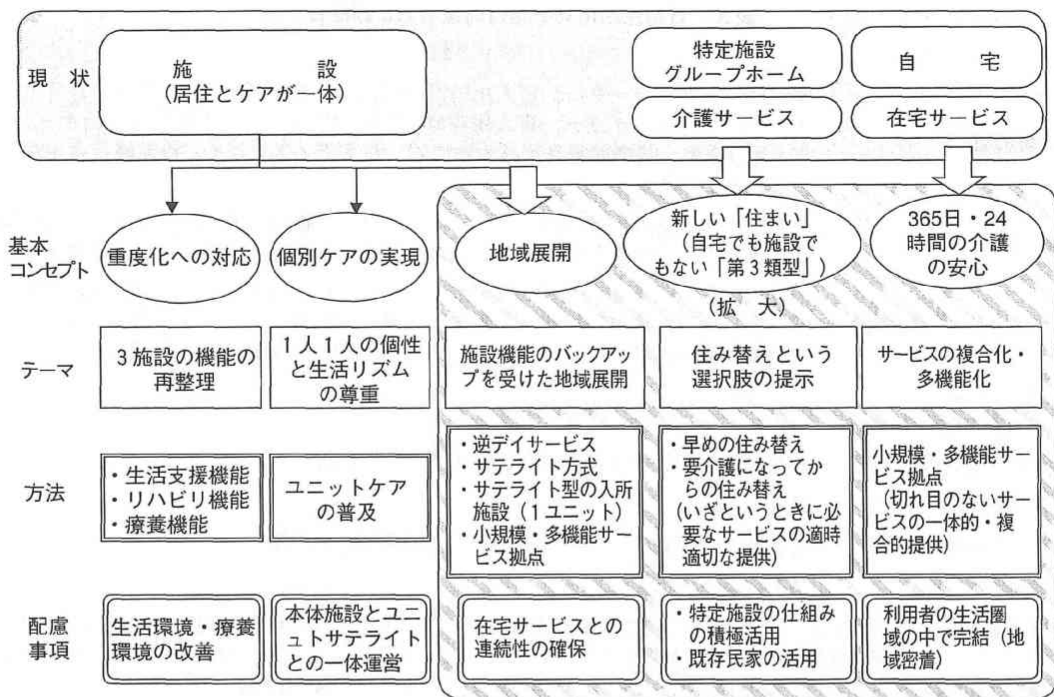 現状
施設
(居住とケアが一体)
特定施設
グループホーム
介護サービス
自宅
在宅サービス
基本
コンセプト
重度化への対応
個別ケアの実現
地域展開
新しい「住まい」
(自宅でも施設で
もない「第3類型」)
(拡大)
365日・24
時間の介護
の安心
テーマ
3施設の機能の
再整理
1人1人の個性
と生活リズム
の尊重
施設機能のバックアッ
プを受けた地域展開
住み替えという
選択肢の提示
サービスの複合化・
多機能化
方法
・生活支援機能
・リハビリ機能
・療養機能
ユニットケア
の普及
・逆デイサービス
・サテライト方式
・サテライト型の入所
施設(1ユニット)
・小規模・多機能サー
ビス拠点
・早めの住み替え
・要介護になってか
らの住み替え
(いざというときに必
要なサービスの適時
適切な提供)
小規模・多機能サー
ビス拠点
(切れ目のないサー
ビスの一体的・複
合的提供)
配慮
事項
生活環境・療養
環境の改善
本体施設とユニ
ュトサテライト
との一体運営
在宅サービスとの
連続性の確保
・特定施設の仕組み
の積極活用
・既存民家の活用
利用者の生活圏
域の中で完結(地
域密着)